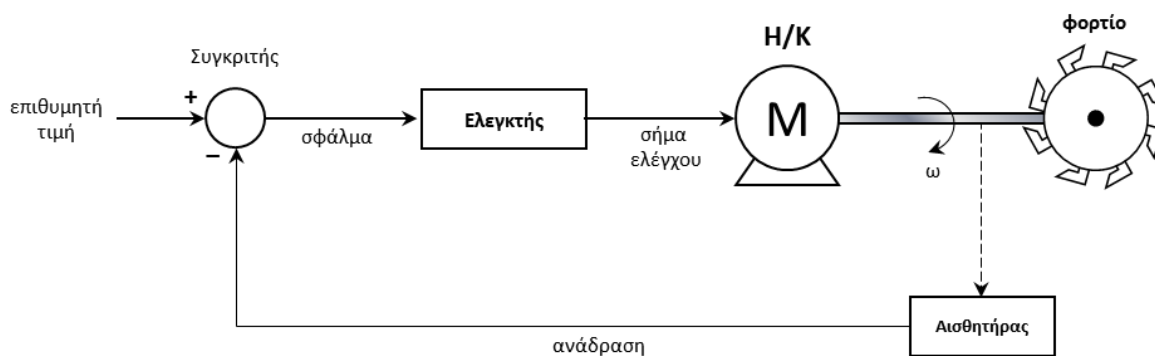 φορτίο
Η/Κ
Συγκριτής
+
επιθυμητή
τιμή
Ελεγκτής
M
σφάλμα
σήμα
ελέγχου
−
ω
Αισθητήρας
ανάδραση